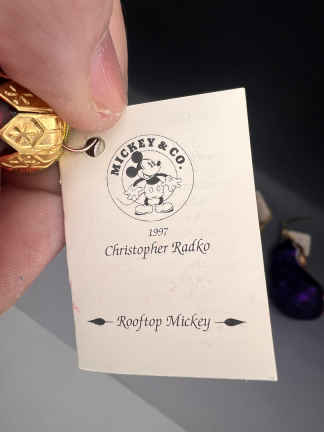 MICKEY & CO.
1997
Christopher Radko
Rooftop Mickey